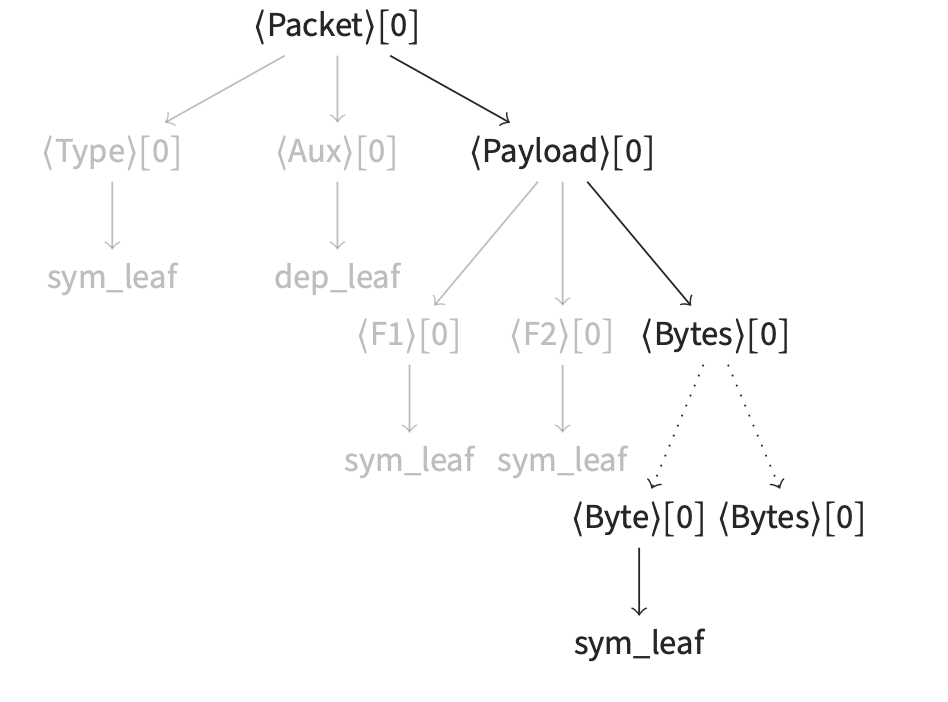 ⟨Packet⟩[0]
⟨Type⟩[0] ⟨Aux⟩[0] ⟨Payload⟩[0]
sym_leaf dep_leaf
⟨F1⟩[0] ⟨F2⟩[0] ⟨Bytes⟩[0]
sym_leaf sym_leaf
⟨Byte⟩[0] ⟨Bytes⟩[0]
sym_leaf